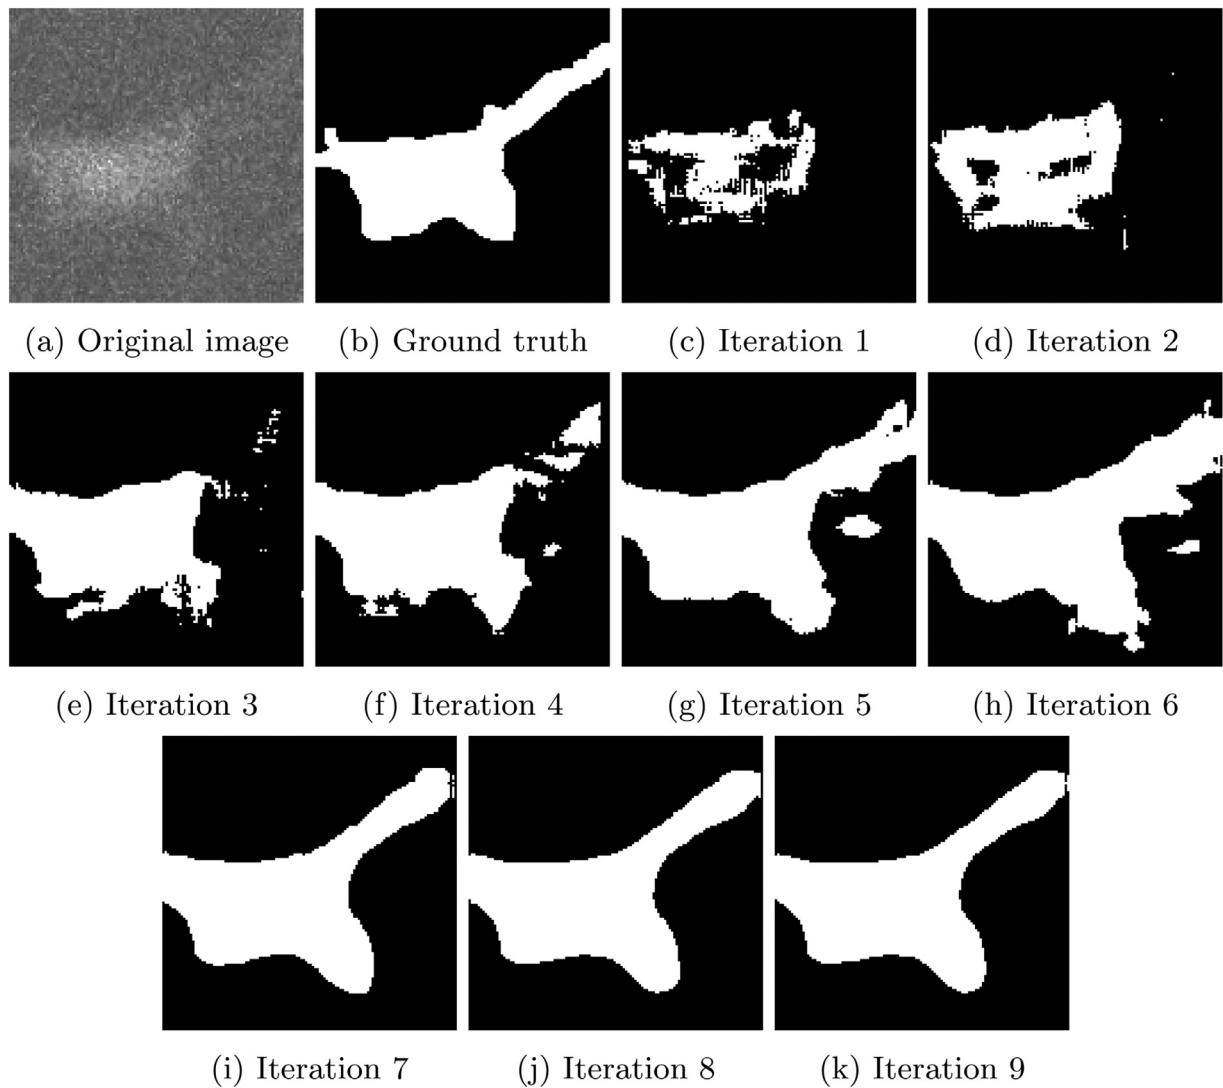 (a) Original image
(b) Ground truth
(c) Iteration 1
(d) Iteration 2
(e) Iteration 3
(f) Iteration 4
(g) Iteration 5
(h) Iteration 6
(i) Iteration 7
(j) Iteration 8
(k) Iteration 9